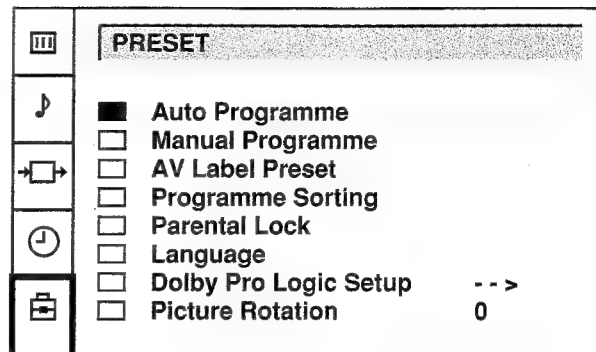 PRESET
Auto Programme
Manual Programme
AV Label Preset
Programme Sorting
Parental Lock
Language
Dolby Pro Logic Setup - - >
Picture Rotation 0